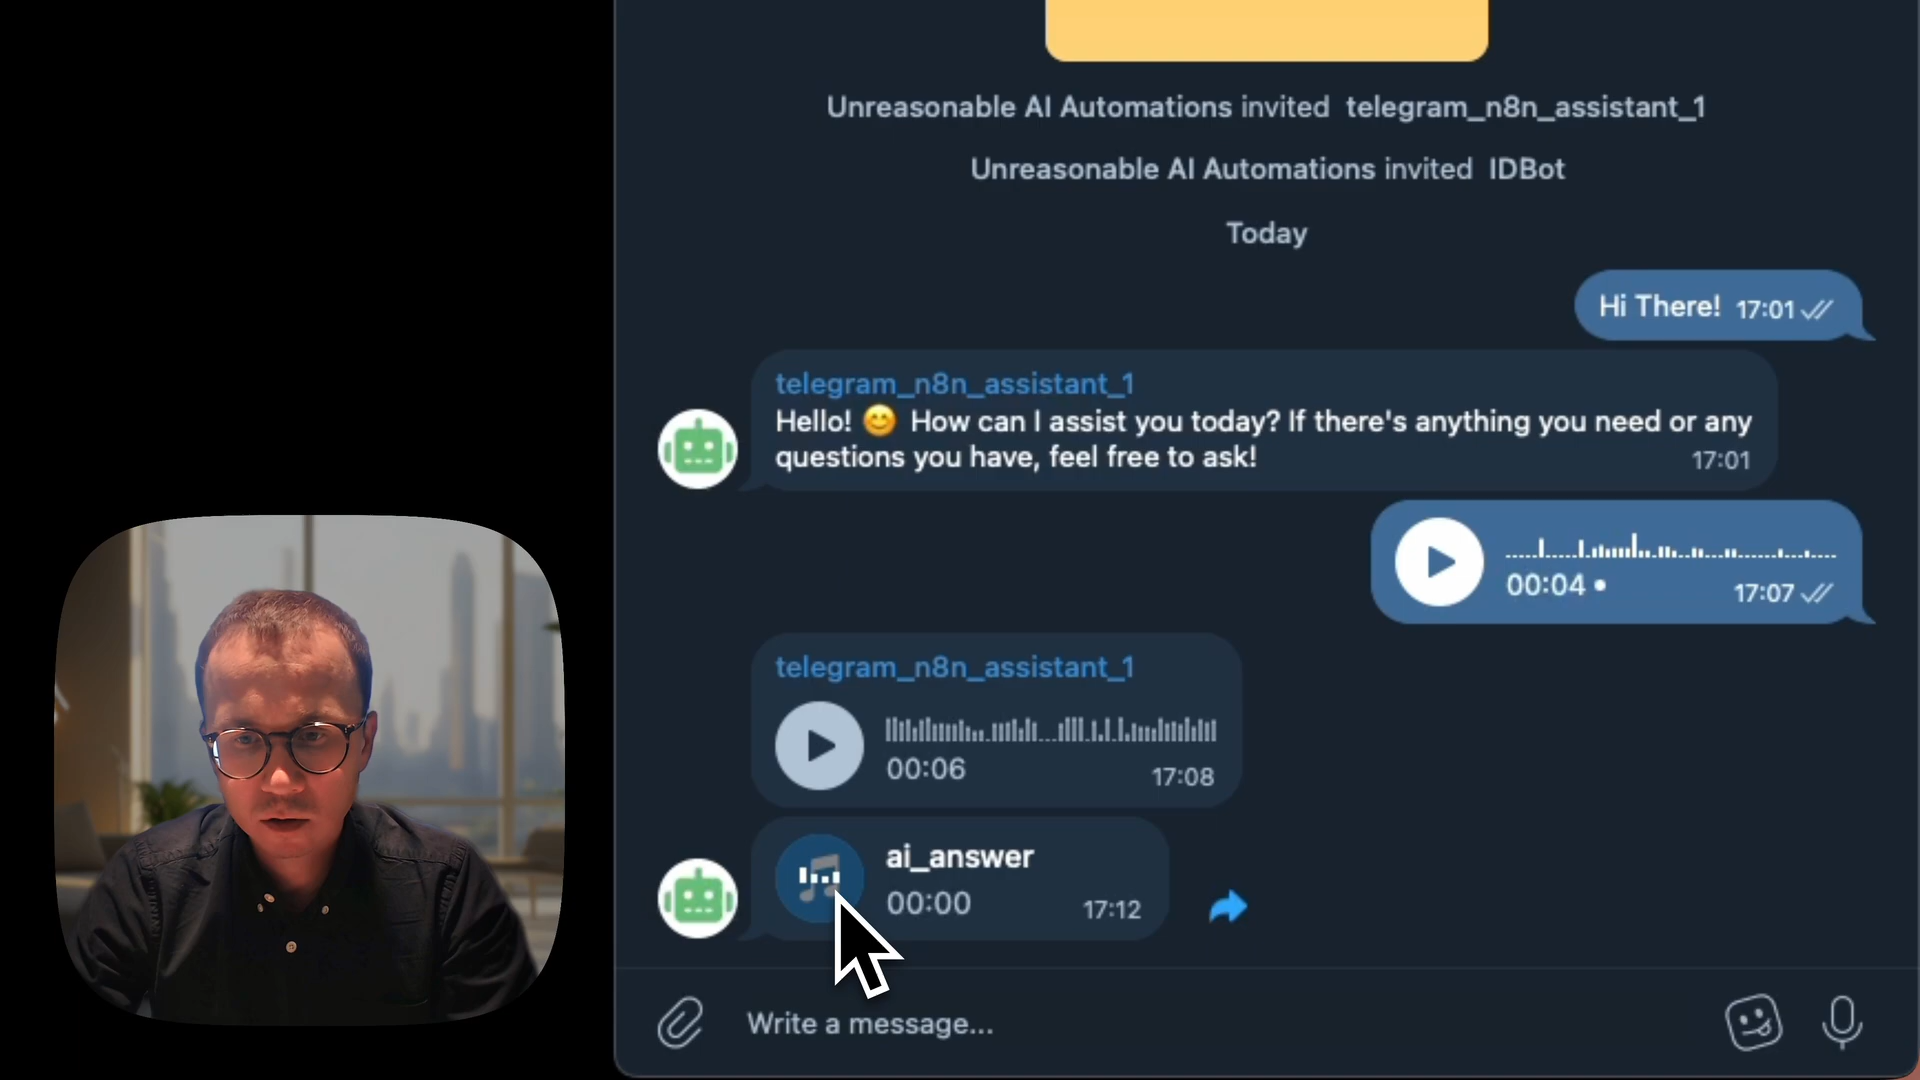 Unreasonable AI Automations invited telegram_n8n_assistant_1
Unreasonable AI Automations invited IDBot
Today
Hi There! 17:01
telegram_n8n_assistant_1
Hello! 😊 How can I assist you today? If there's anything you need or any
questions you have, feel free to ask!
17:01
00:04 17:07
telegram_n8n_assistant_1
00:06 17:08
ai_answer
00:00 17:12
Write a message...